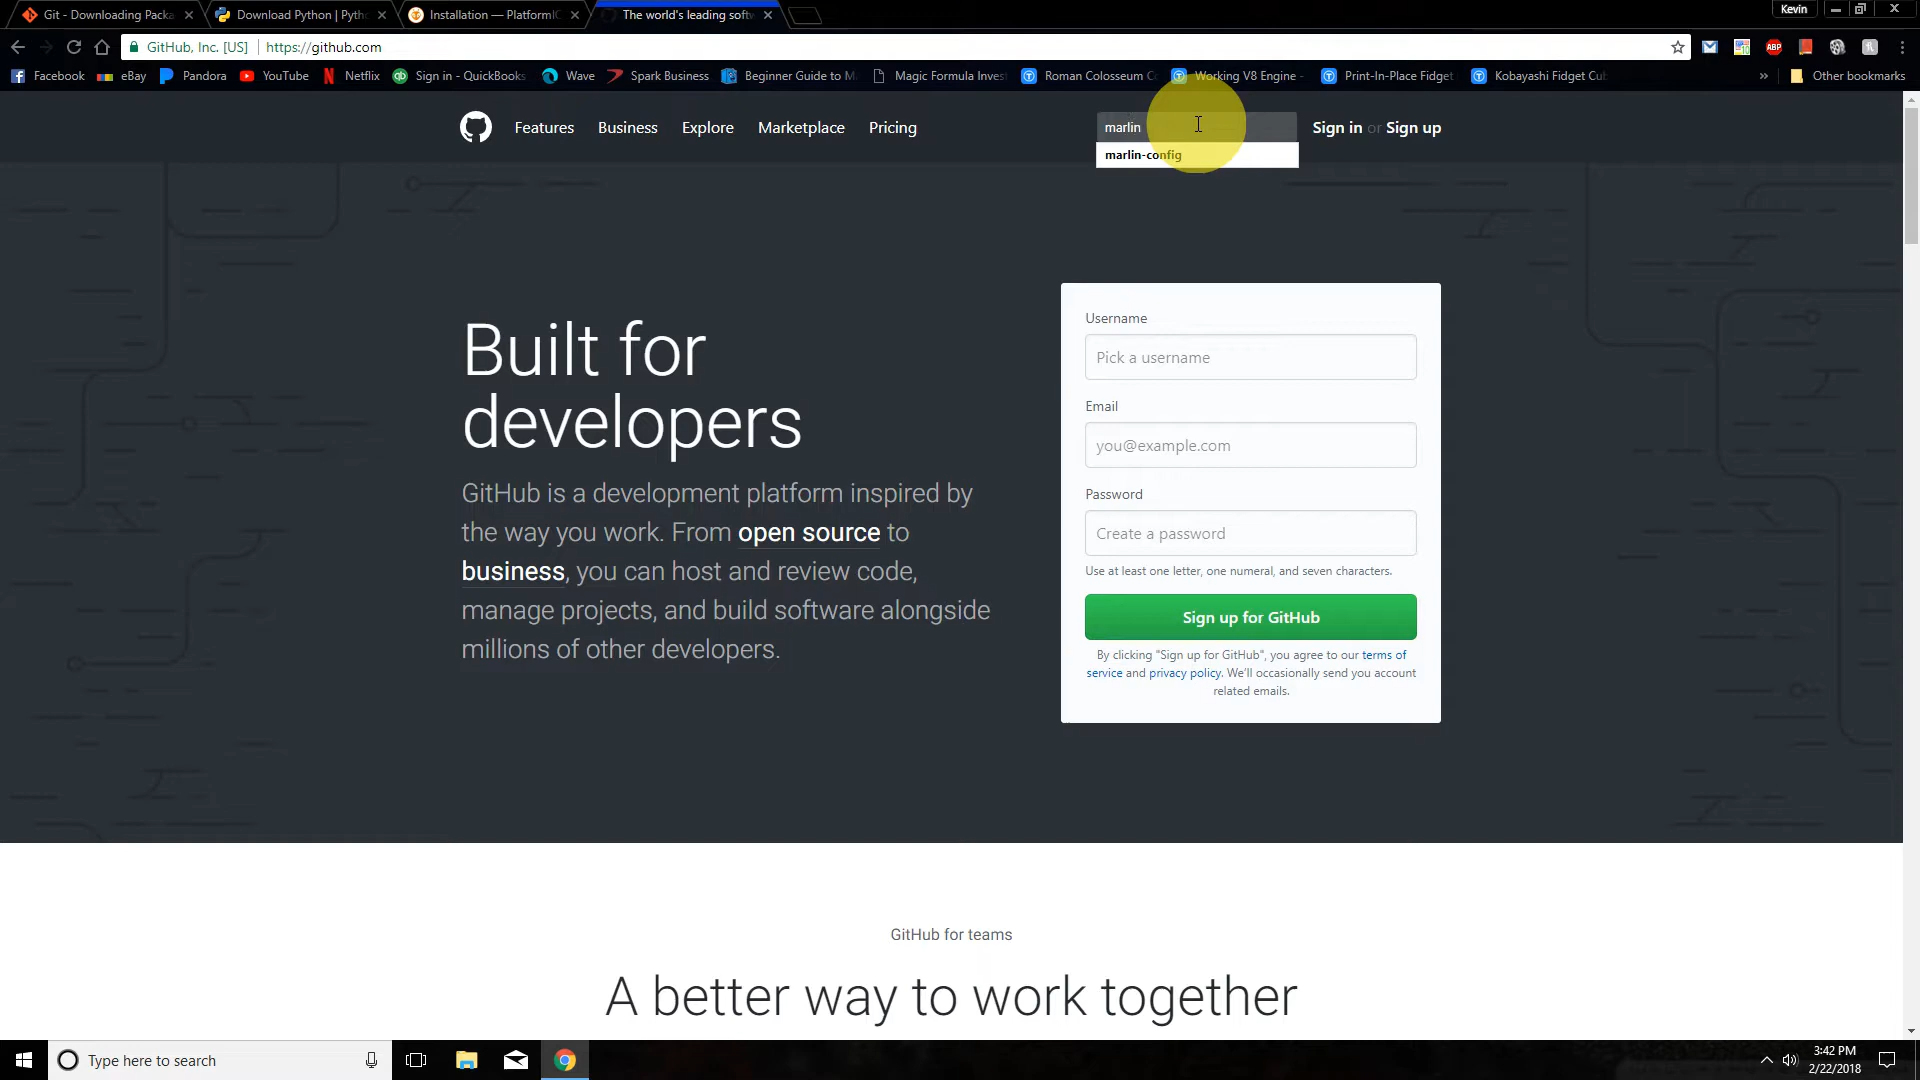 Git - Downloading Packa
Download Python | Pyth
Installation — PlatformIO
The world's leading softw
Kevin
GitHub, Inc. [US]
https://github.com
Facebook
eBay
Pandora
YouTube
Netflix
Sign in - QuickBooks
Wave
Spark Business
Beginner Guide to M
Magic Formula Inves
Roman Colosseum C
Working V8 Engine -
Print-In-Place Fidget
Kobayashi Fidget Cub
»
Other bookmarks
ABP
Features
Business
Explore
Marketplace
Pricing
marlin
Sign in or Sign up
marlin-config
Built for
developers
GitHub is a development platform inspired by
the way you work. From open source to
business, you can host and review code,
manage projects, and build software alongside
millions of other developers.
Username
Pick a username
Email
you@example.com
Password
Create a password
Use at least one letter, one numeral, and seven characters.
Sign up for GitHub
By clicking "Sign up for GitHub", you agree to our terms of
service and privacy policy. We'll occasionally send you account
related emails.
GitHub for teams
A better way to work together
Type here to search
3:42 PM
2/22/2018